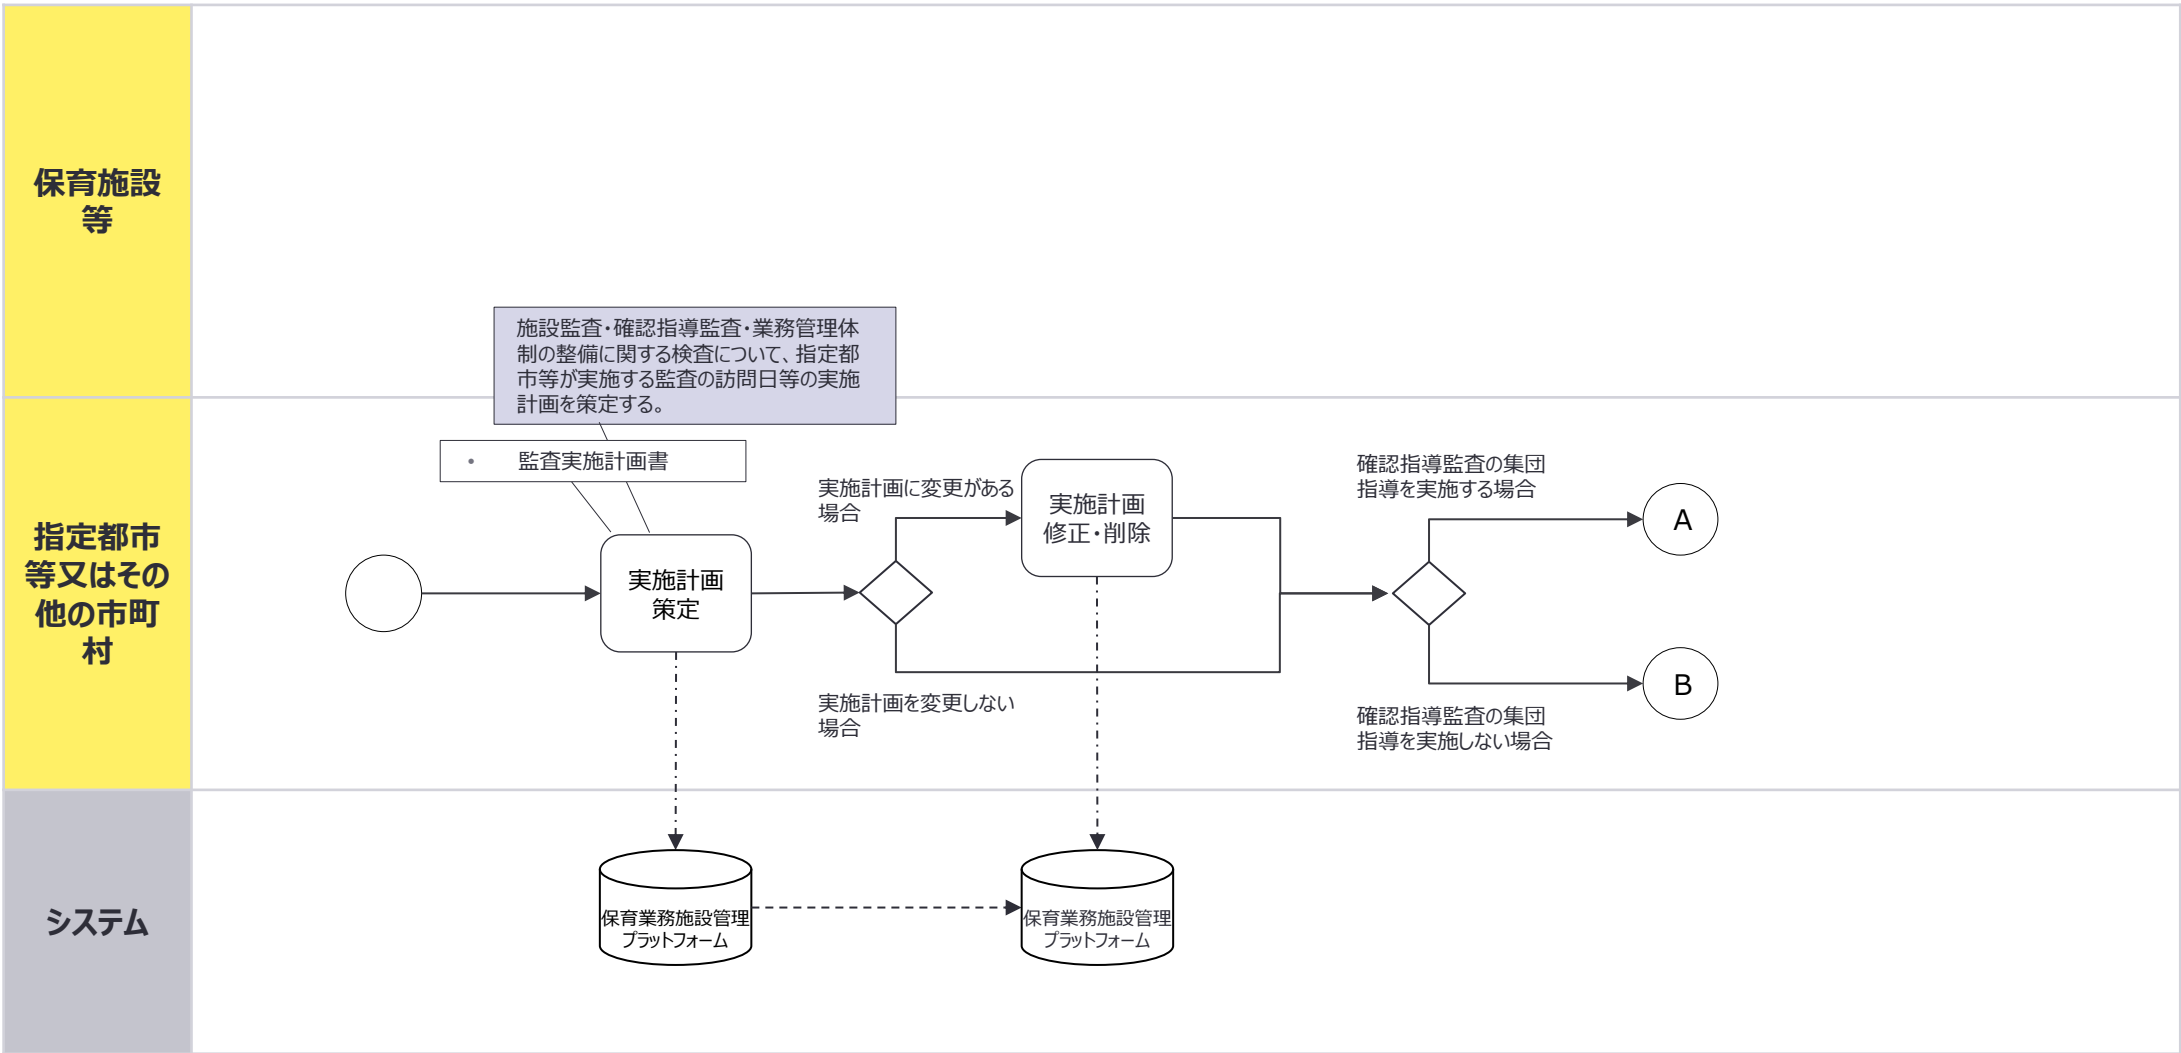 保育施設
等
施設監査・確認指導監査・業務管理体
制の整備に関する検査について、指定都
市等が実施する監査の訪問日等の実施
計画を策定する。
指定都市
等又はその
他の市町
村
• 監査実施計画書
実施計画
策定
実施計画に変更がある
場合
実施計画
修正・削除
実施計画を変更しない
場合
確認指導監査の集団
指導を実施する場合
A
B
確認指導監査の集団
指導を実施しない場合
システム
保育業務施設管理
プラットフォーム
保育業務施設管理
プラットフォーム